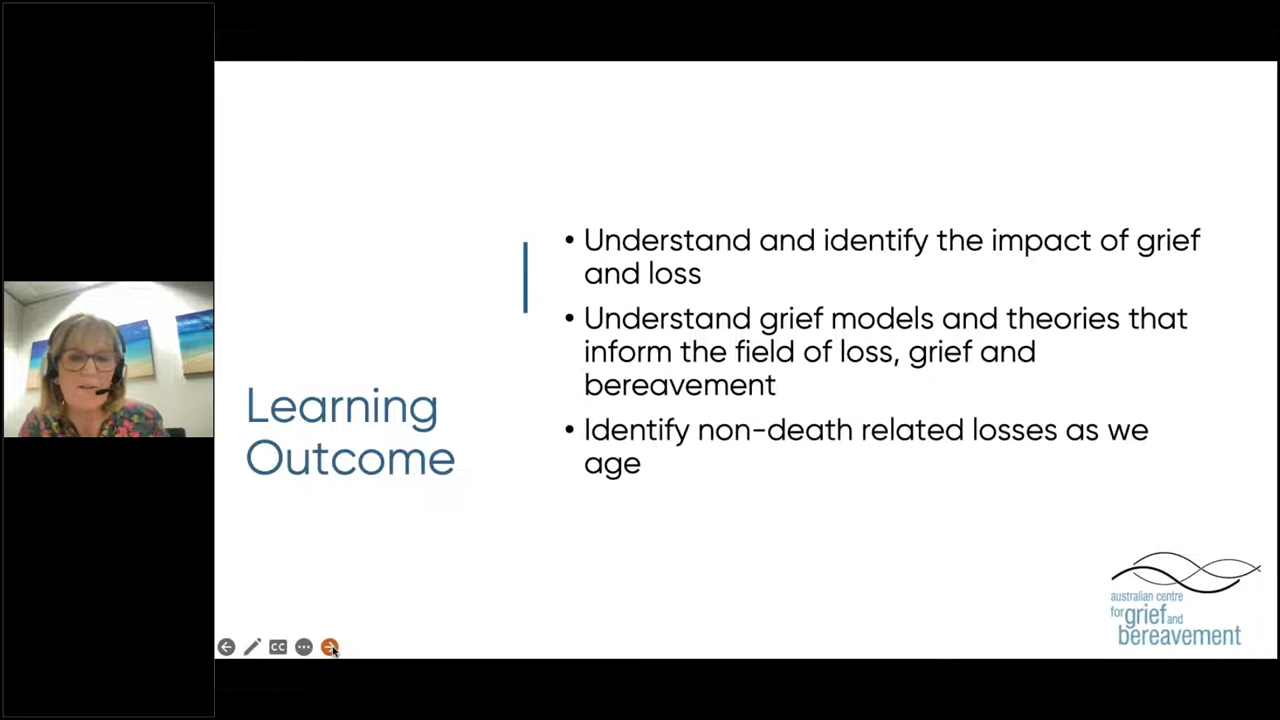 Learning
Outcome
• Understand and identify the impact of grief
and loss
• Understand grief models and theories that
inform the field of loss, grief and
bereavement
• Identify non-death related losses as we
age
australian centre
for grief and
bereavement
CC